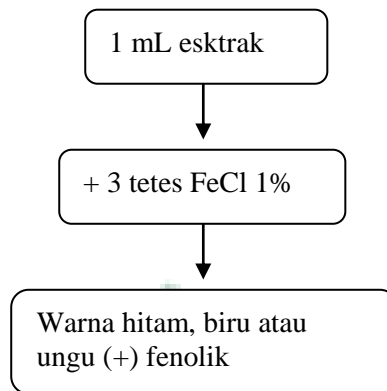 1 mL esktrak
+ 3 tetes FeCl 1%
Warna hitam, biru atau
ungu (+) fenolik